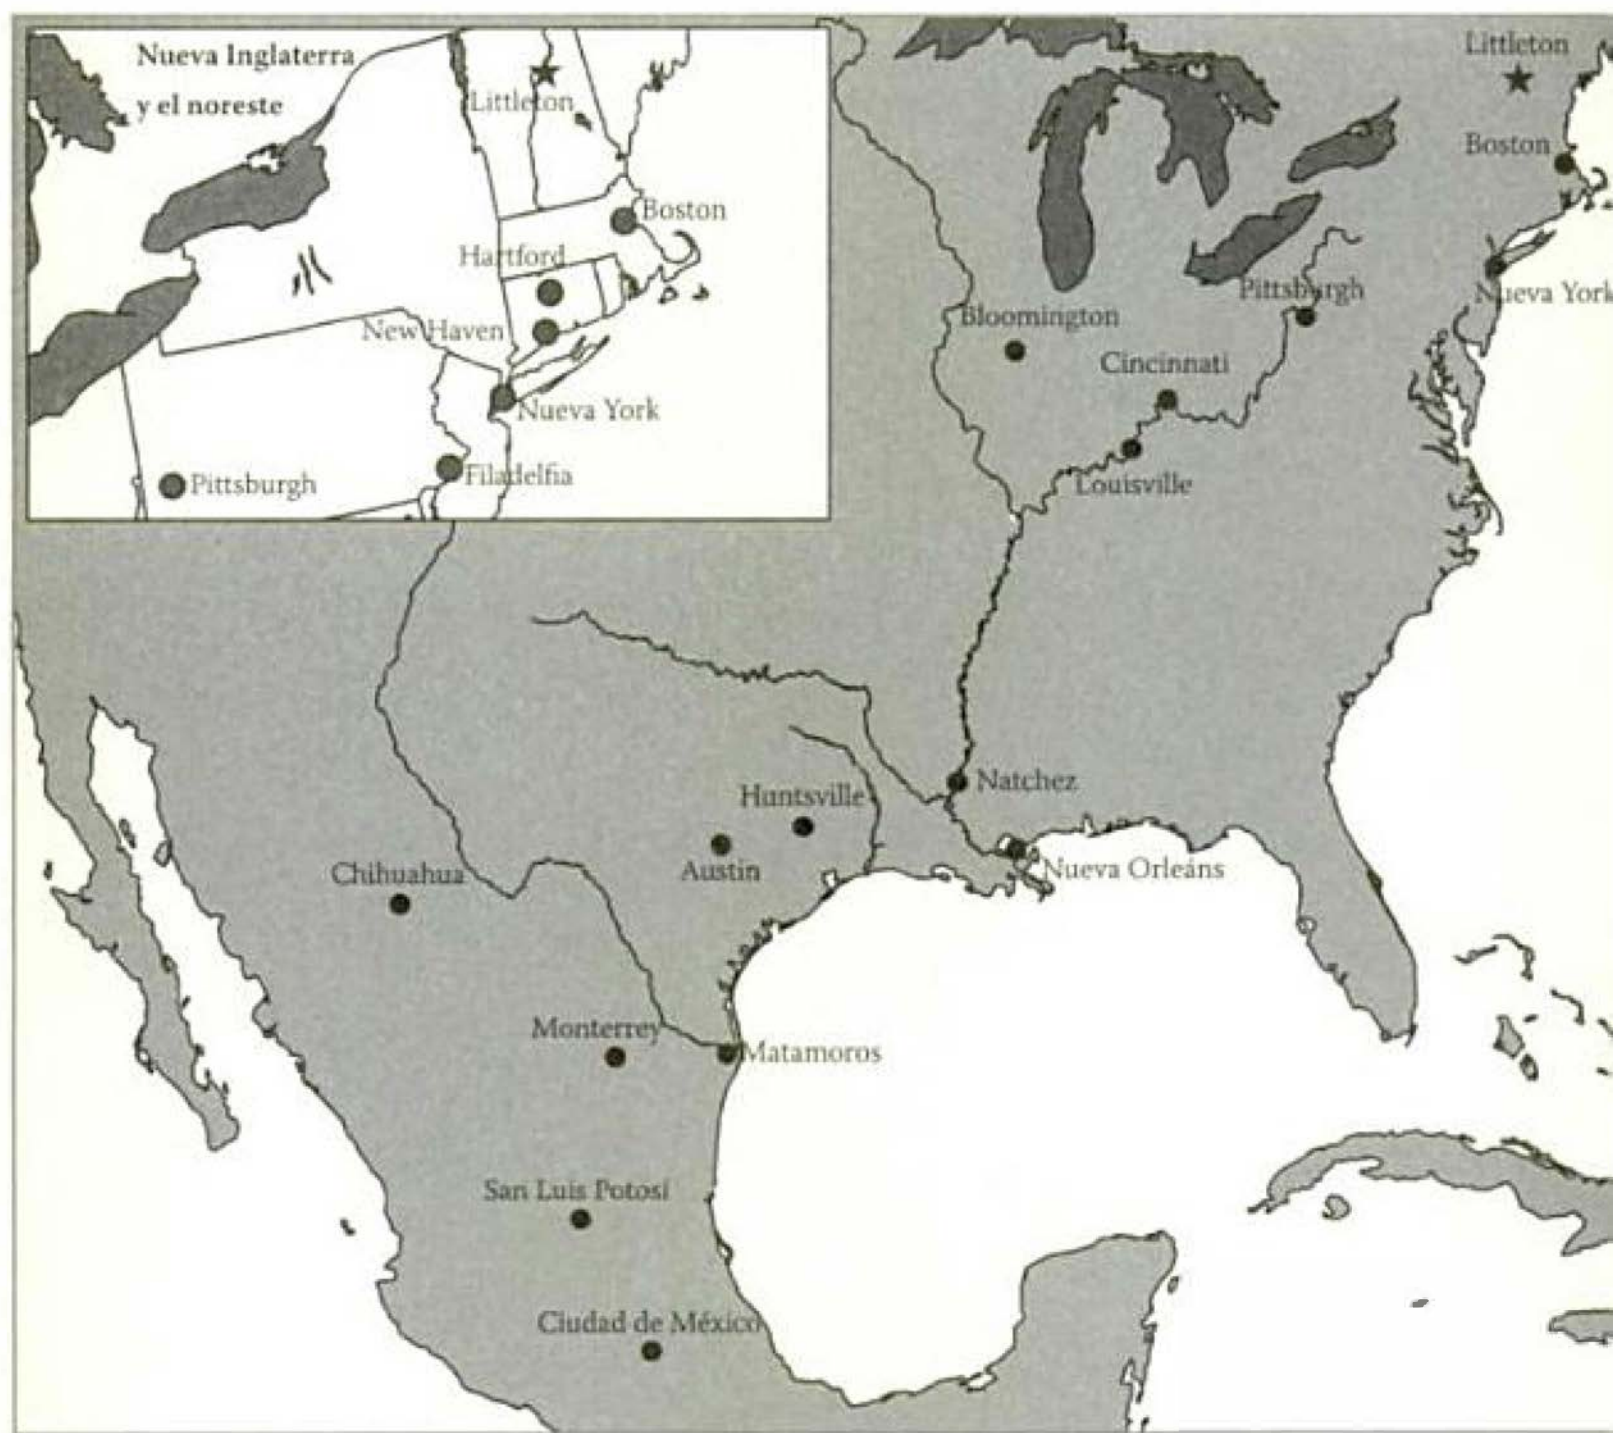 Nueva Inglaterra
y el noreste
Littleton
Boston
Hartford
New Haven
Nueva York
Filadelfia
Pittsburgh
Littleton
Boston
Nueva York
Pittsburgh
Bloomington
Cincinnati
Louisville
Natchez
Huntsville
Austin
Nueva Orleáns
Chihuahua
Monterrey
Matamoros
San Luis Potosí
Ciudad de México